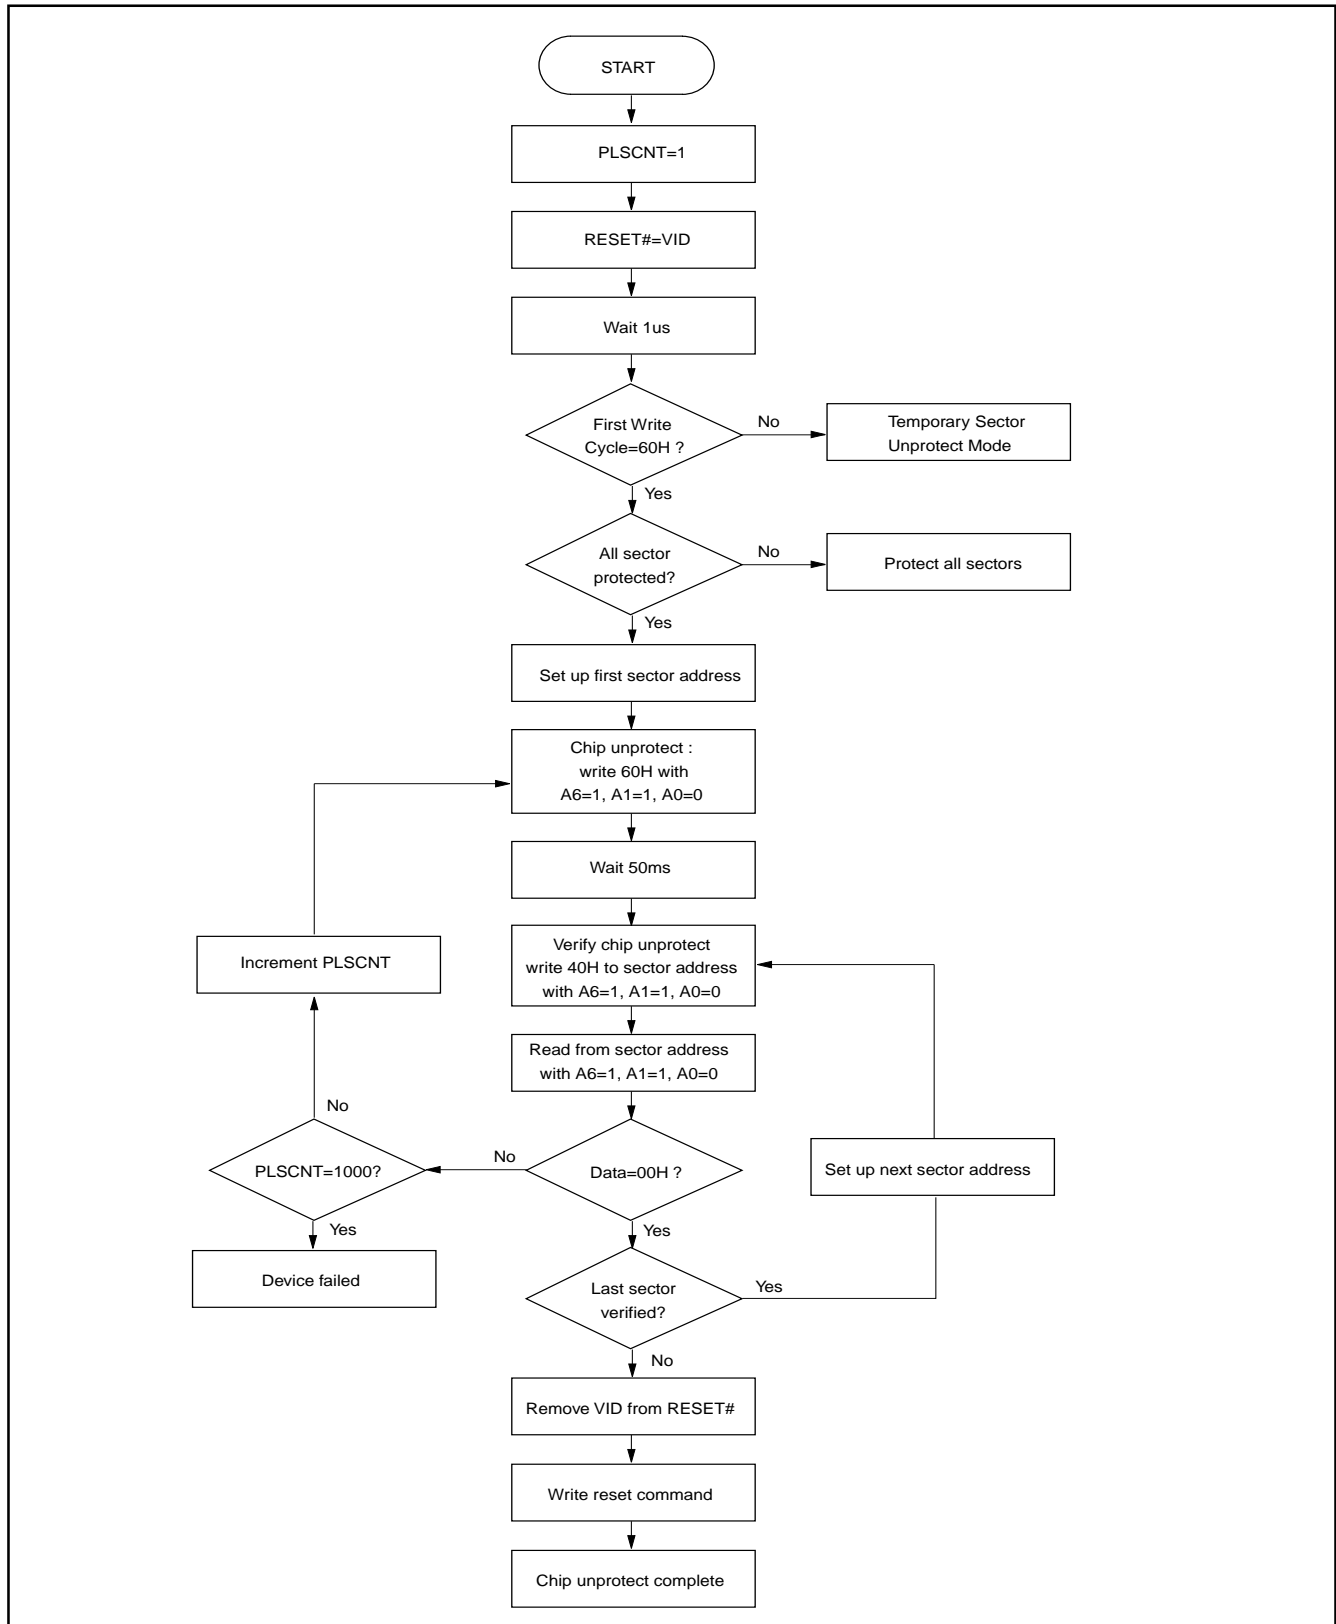 START
PLSCNT=1
RESET#=VID
Wait 1us
First Write
Cycle=60H ?
No
Temporary Sector
Unprotect Mode
Yes
All sector
protected?
No
Protect all sectors
Yes
Set up first sector address
Chip unprotect :
write 60H with
A6=1, A1=1, A0=0
Wait 50ms
Increment PLSCNT
Verify chip unprotect
write 40H to sector address
with A6=1, A1=1, A0=0
Read from sector address
with A6=1, A1=1, A0=0
No
PLSCNT=1000?
No
Data=00H ?
Set up next sector address
Yes
Yes
Device failed
Last sector
verified?
Yes
No
Remove VID from RESET#
Write reset command
Chip unprotect complete